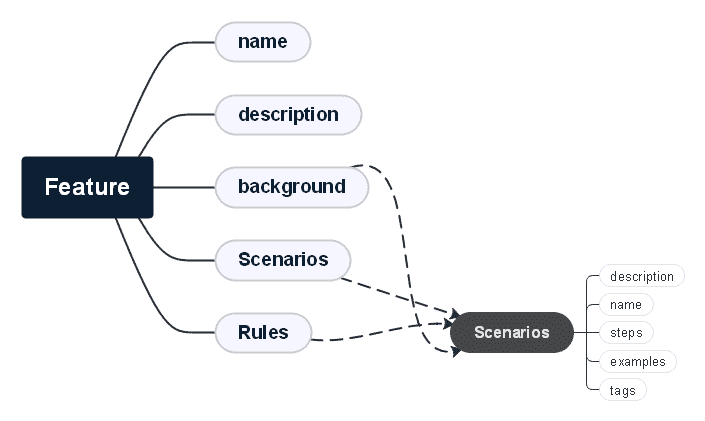 Feature
name
description
background
Scenarios
Rules
Scenarios
description
name
steps
examples
tags